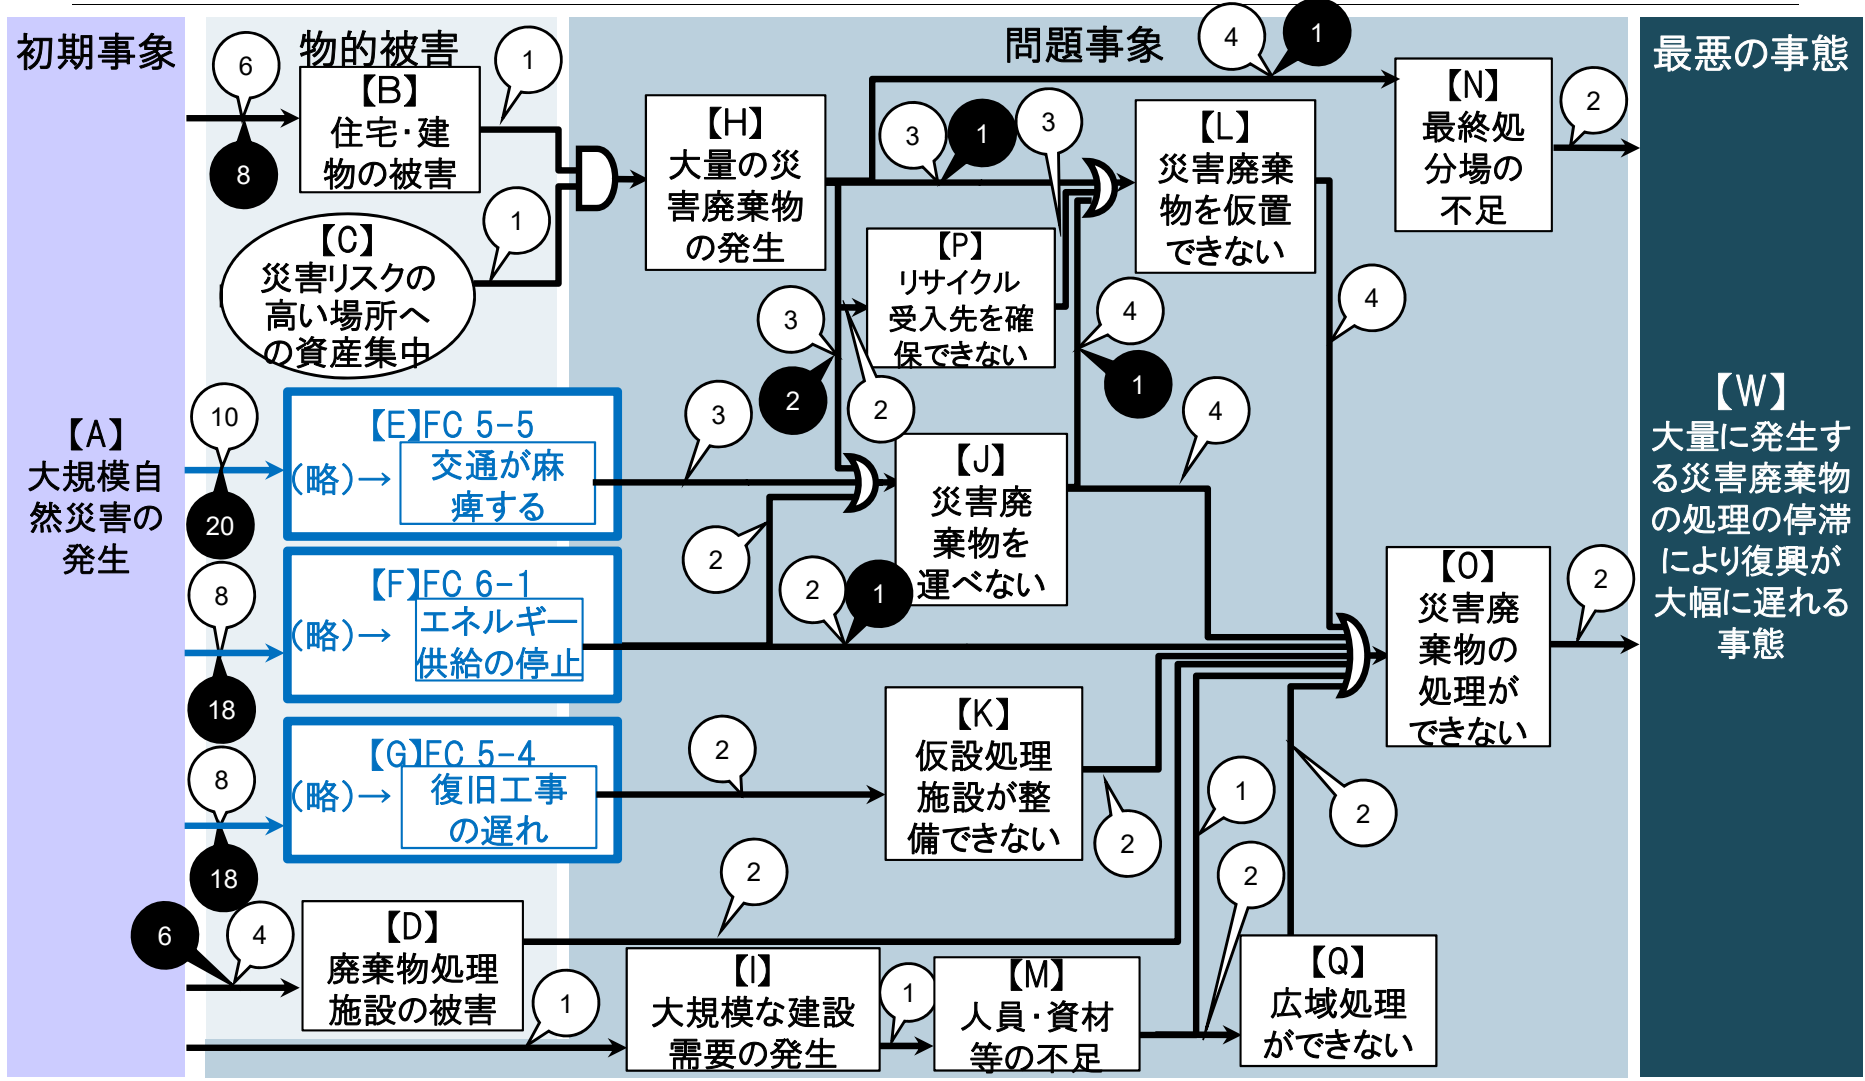 初期事象
物的被害
問題事象
最悪の事態
【A】
大規模自
然災害の
発生
6
8
【B】
住宅・建
物の被害
1
【C】
災害リスクの
高い場所へ
の資産集中
1
10
20
【E】FC 5-5
(略)→
交通が麻
痺する
3
8
18
【F】FC 6-1
(略)→
エネルギー
供給の停止
2
2
1
8
18
【G】FC 5-4
(略)→
復旧工事
の遅れ
2
6
4
【D】
廃棄物処理
施設の被害
2
1
【H】
大量の災
害廃棄物
の発生
4
1
3
1
3
3
2
2
【P】
リサイクル
受入先を確
保できない
【L】
災害廃棄
物を仮置
できない
4
4
1
【J】
災害廃
棄物を
運べない
4
【K】
仮設処理
施設が整
備できない
2
【I】
大規模な建設
需要の発生
1
【M】
人員・資材
等の不足
1
2
【Q】
広域処理
ができない
2
【N】
最終処
分場の
不足
2
【O】
災害廃
棄物の
処理が
できない
2
【W】
大量に発生す
る災害廃棄物
の処理の停滞
により復興が
大幅に遅れる
事態